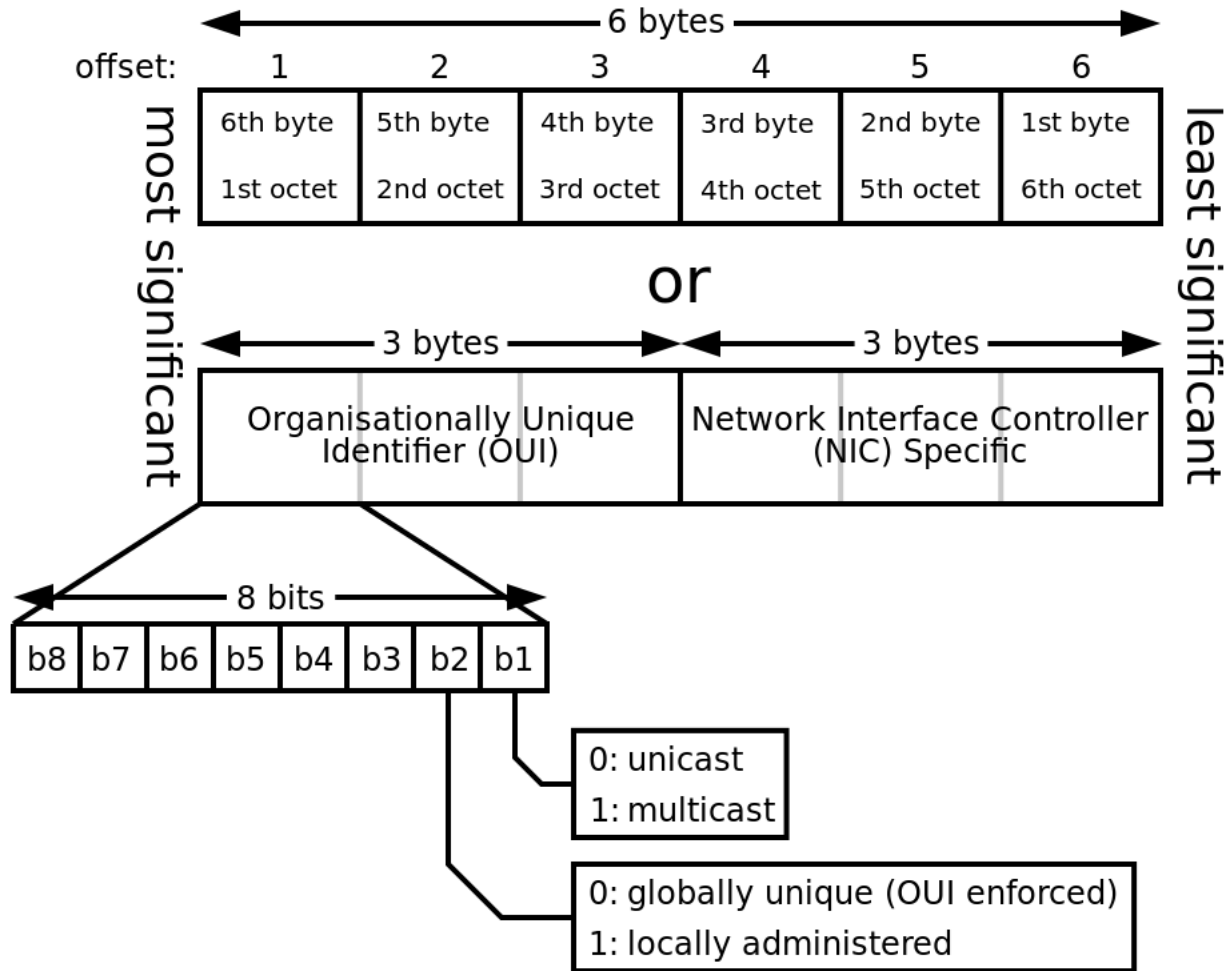 6 bytes
offset: 1 2 3 4 5 6
most significant
6th byte 5th byte 4th byte 3rd byte 2nd byte 1st byte
1st octet 2nd octet 3rd octet 4th octet 5th octet 6th octet
least significant
or
3 bytes 3 bytes
Organisationally Unique
Identifier (OUI)
Network Interface Controller
(NIC) Specific
8 bits
b8 b7 b6 b5 b4 b3 b2 b1
0: unicast
1: multicast
0: globally unique (OUI enforced)
1: locally administered